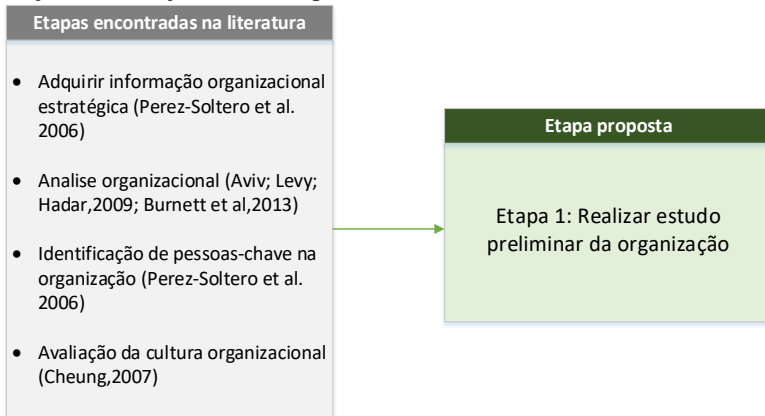 Etapas encontradas na literatura
• Adquirir informação organizacional
estratégica (Perez-Soltero et al.
2006)
• Analise organizacional (Aviv; Levy;
Hadar,2009; Burnett et al,2013)
• Identificação de pessoas-chave na
organização (Perez-Soltero et al.
2006)
• Avaliação da cultura organizacional
(Cheung,2007)
Etapa proposta
Etapa 1: Realizar estudo
preliminar da organização